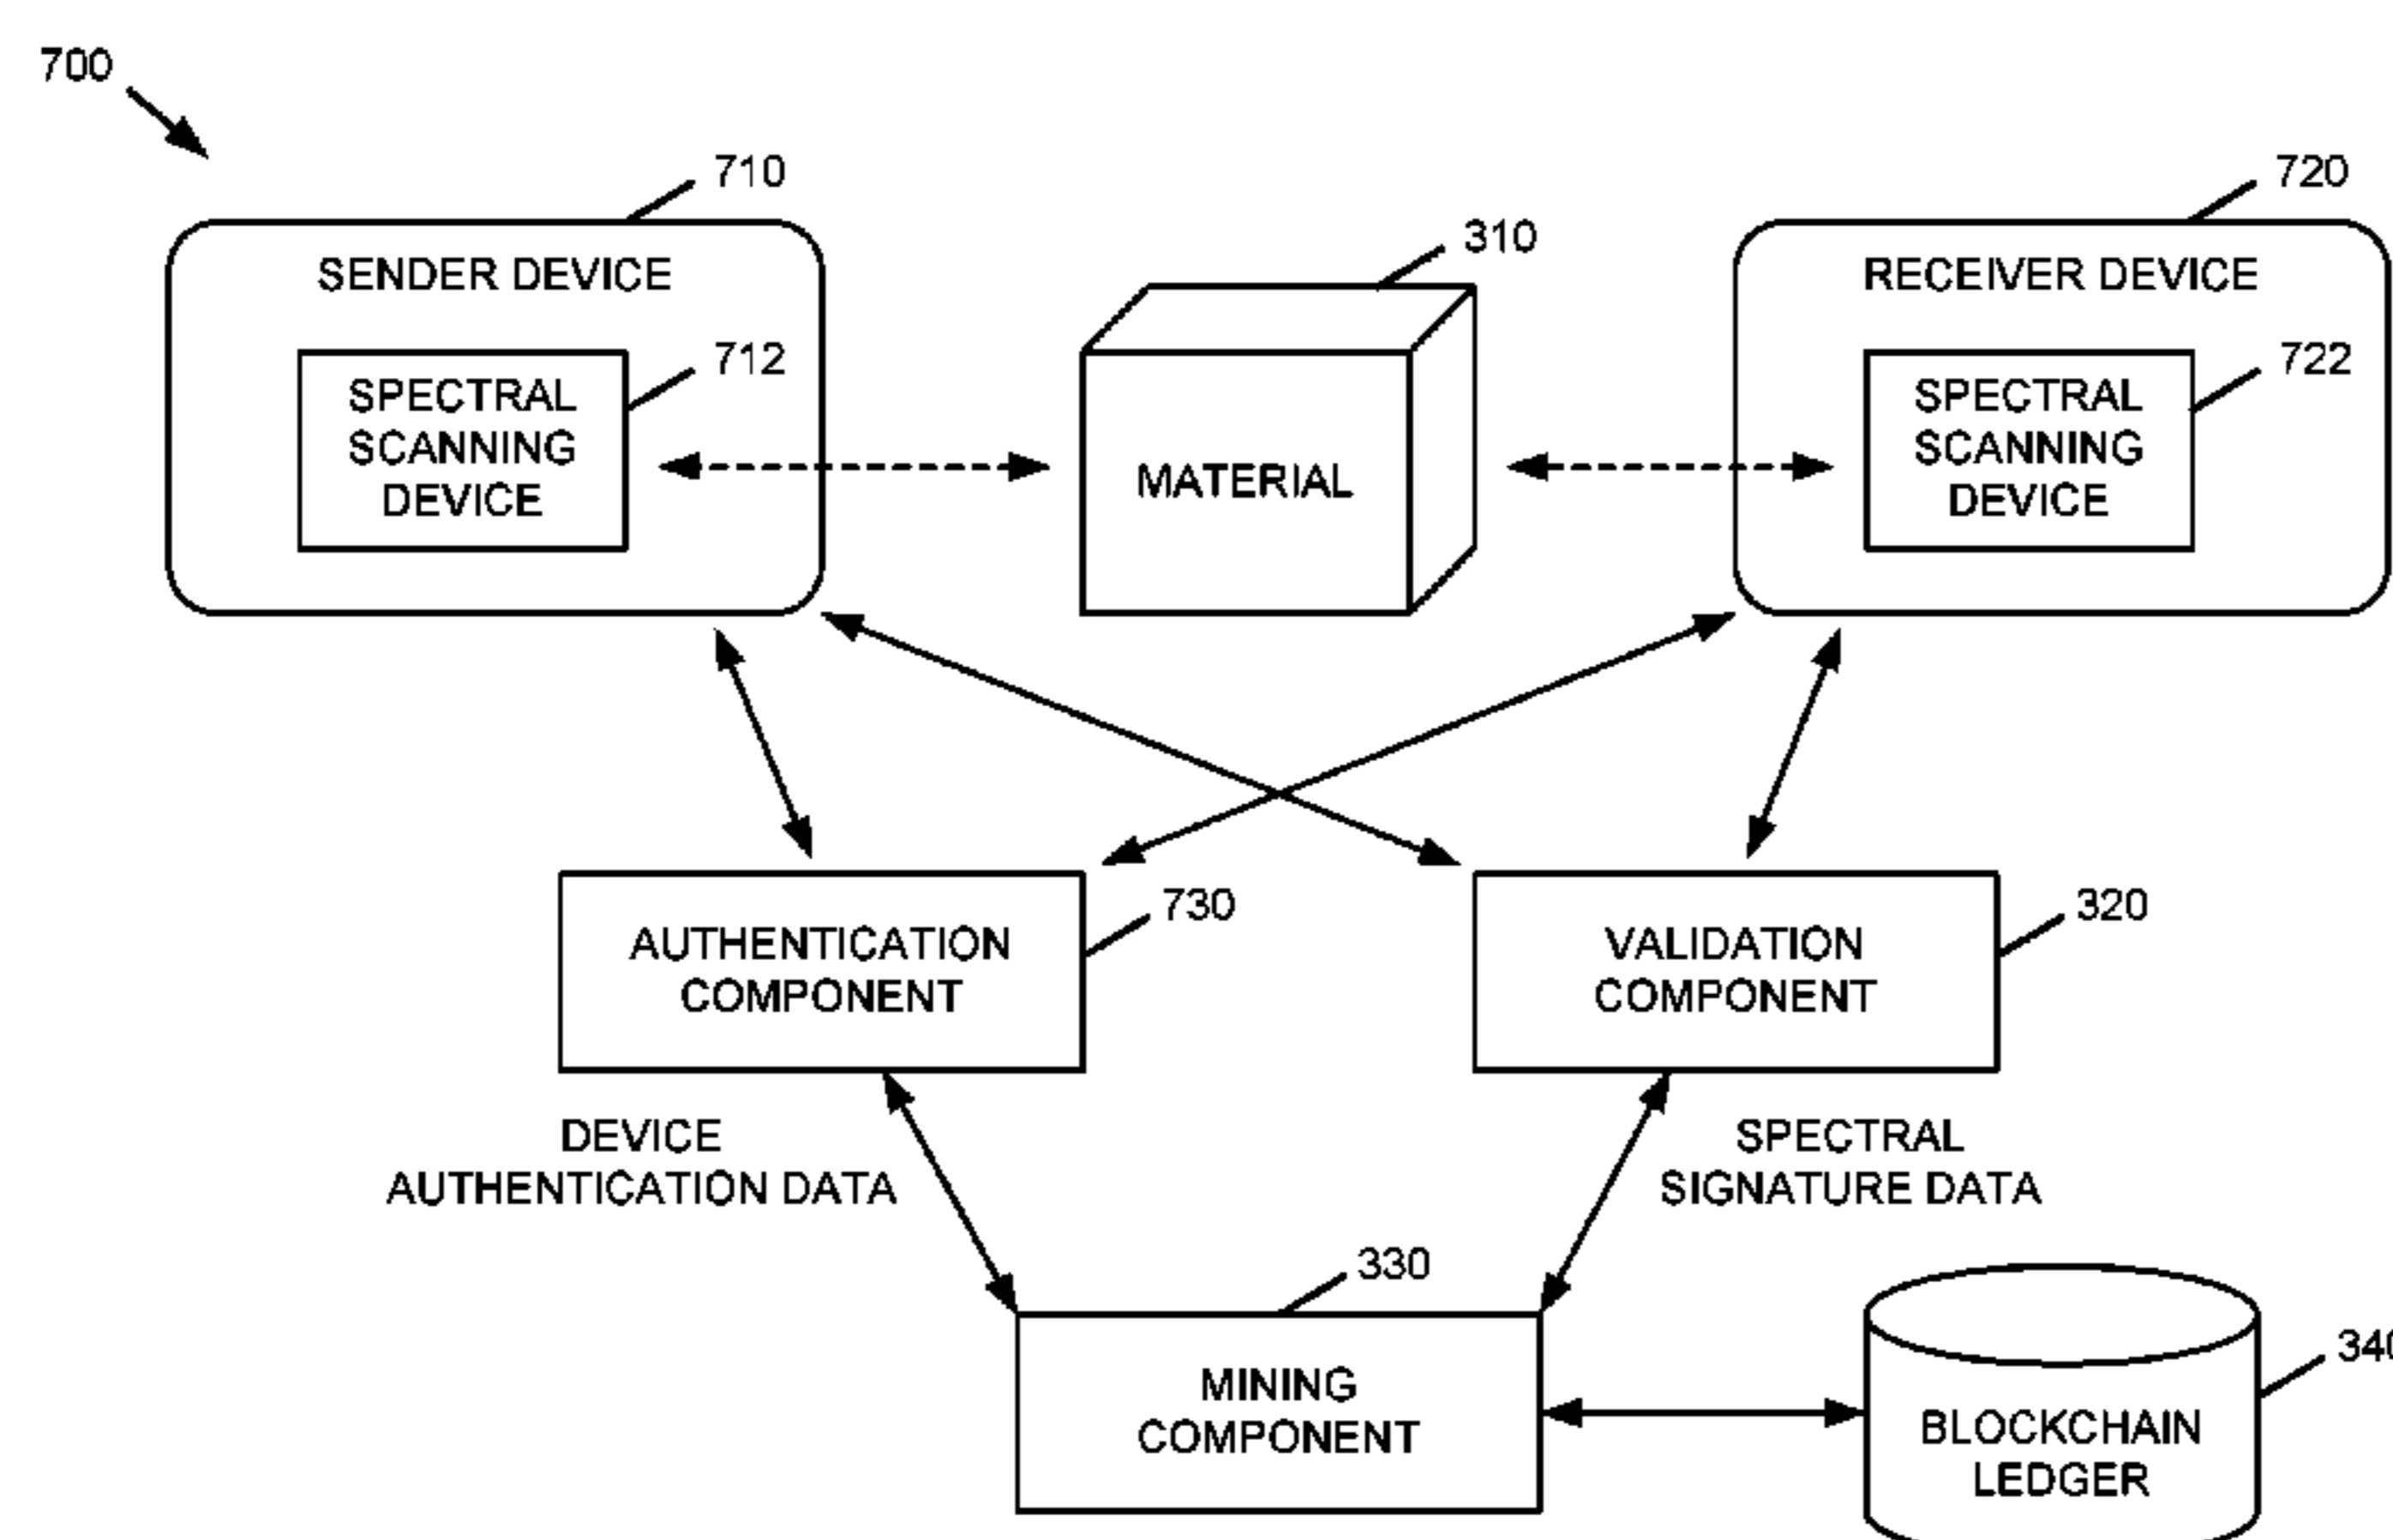 700
710
720
SENDER DEVICE
310
RECEIVER DEVICE
712
722
SPECTRAL
SCANNING
DEVICE
MATERIAL
SPECTRAL
SCANNING
DEVICE
730
320
AUTHENTICATION
COMPONENT
VALIDATION
COMPONENT
DEVICE
AUTHENTICATION DATA
SPECTRAL
SIGNATURE DATA
330
340
MINING
COMPONENT
BLOCKCHAIN
LEDGER